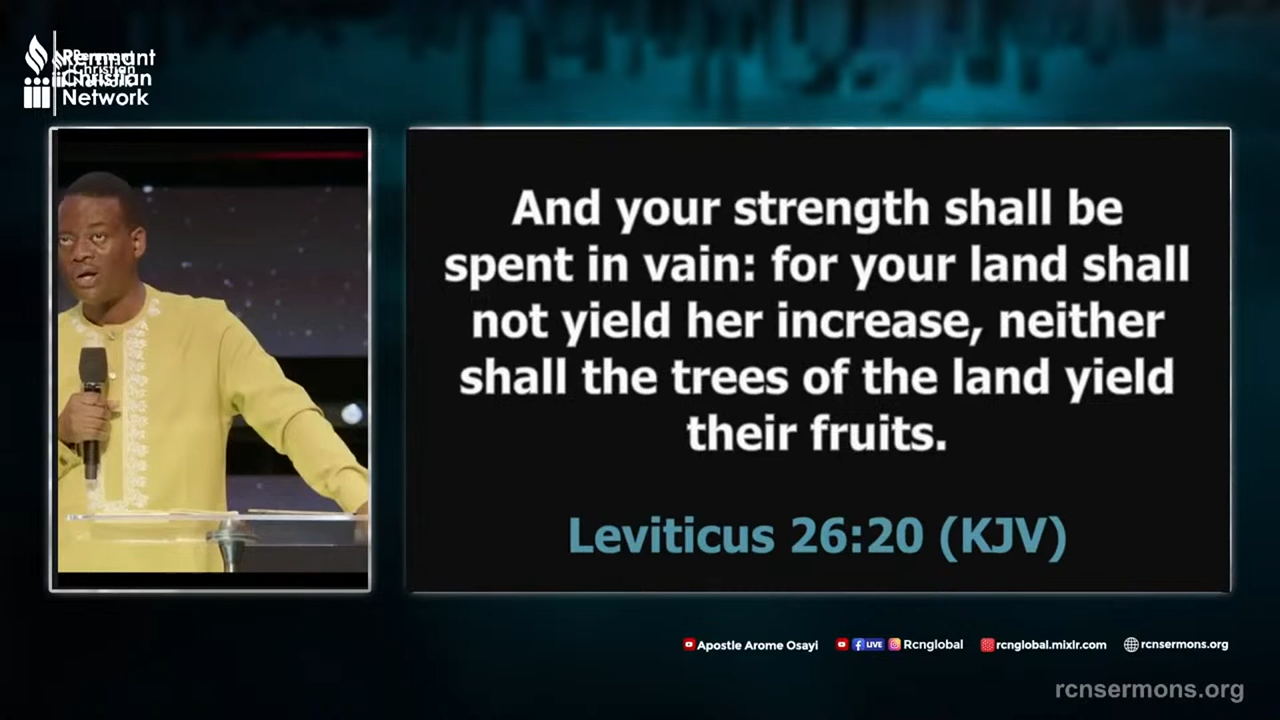 Remnant
Christian
Network
And your strength shall be
spent in vain: for your land shall
not yield her increase, neither
shall the trees of the land yield
their fruits.
Leviticus 26:20 (KJV)
Apostle Arome Osayi
LIVE Rcnglobal
rcnglobal.mixlr.com
rcnsermons.org
rcnsermons.org